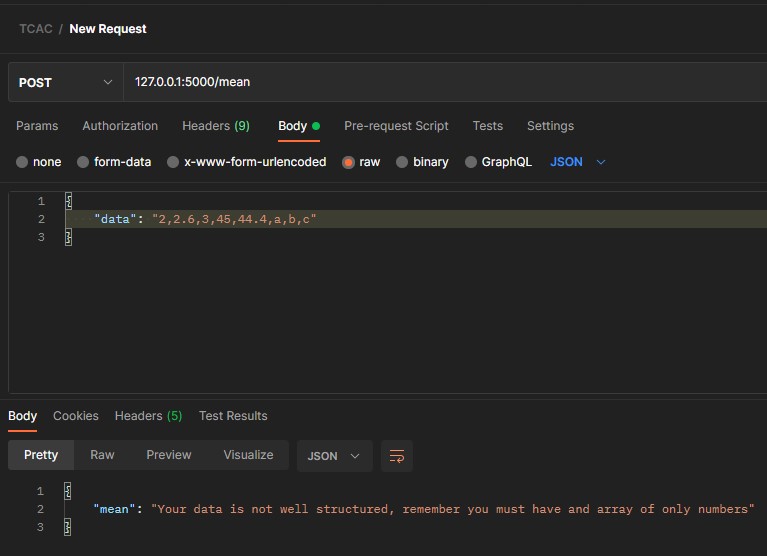 TCAC / New Request
POST 127.0.0.1:5000/mean
Params Authorization Headers (9) Body Pre-request Script Tests Settings
none form-data x-www-form-urlencoded raw binary GraphQL JSON
1 {
2 "data": "2,2.6,3,45,44.4,a,b,c"
3 }
Body Cookies Headers (5) Test Results
Pretty Raw Preview Visualize JSON
1 {
2 "mean": "Your data is not well structured, remember you must have and array of only numbers"
3 }